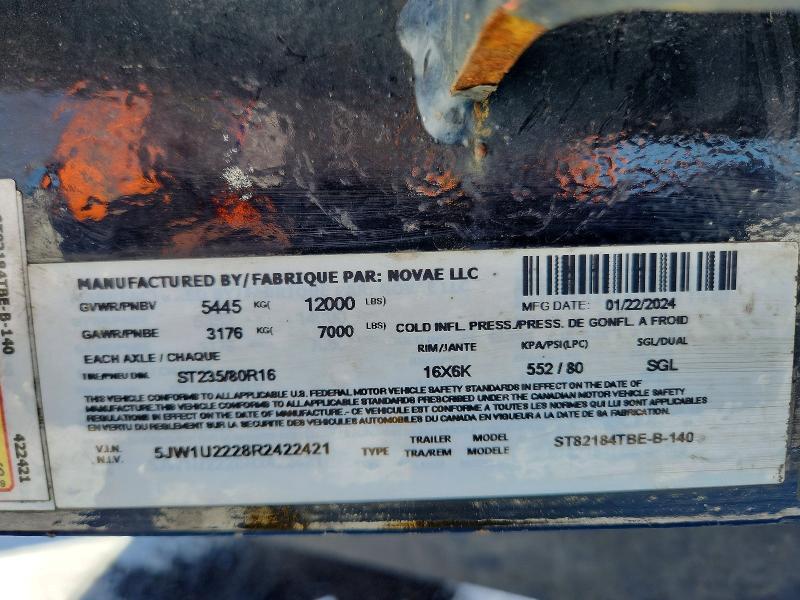 MANUFACTURED BY/FABRIQUE PAR: NOVAE LLC
MFG DATE: 01/22/2024
GVWR/PNBV 5445 KG( 12000 LBS)
GAWR/PNBE 3176 KG( 7000 LBS) COLD INFL. PRESS./PRESS. DE GONFL. A FROID
EACH AXLE / CHAQUE RIM/JANTE KPA/PSI(LPC) SGL/DUAL
TIRE/PNEU DIM. ST235/80R16 16X6K 552 / 80 SGL
THIS VEHICLE CONFORMS TO ALL APPLICABLE U.S. FEDERAL MOTOR VEHICLE SAFETY STANDARDS IN EFFECT ON THE DATE OF
MANUFACTURE. THIS VEHICLE CONFORMS TO ALL APPLICABLE STANDARDS PRESCRIBED UNDER THE CANADIAN MOTOR VEHICLE SAFETY
REGULATIONS IN EFFECT ON THE DATE OF MANUFACTURE.- CE VEHICULE EST CONFORME A TOUTES LES NORMES QUI LUI SONT
EN VERTU DU REGLEMENT SUR LA SECURITE DES VEHICULES AUTOMOBILES DU CANADA EN VIGUEUR A LA DATE DE SA FABRICATION.
V.I.N. 5JW1U2228R2422421 TYPE TRAILER MODEL ST82184TBE-B-140
N.I.V. TRA/REM MODELE
ST82184TBE-B-140
422421